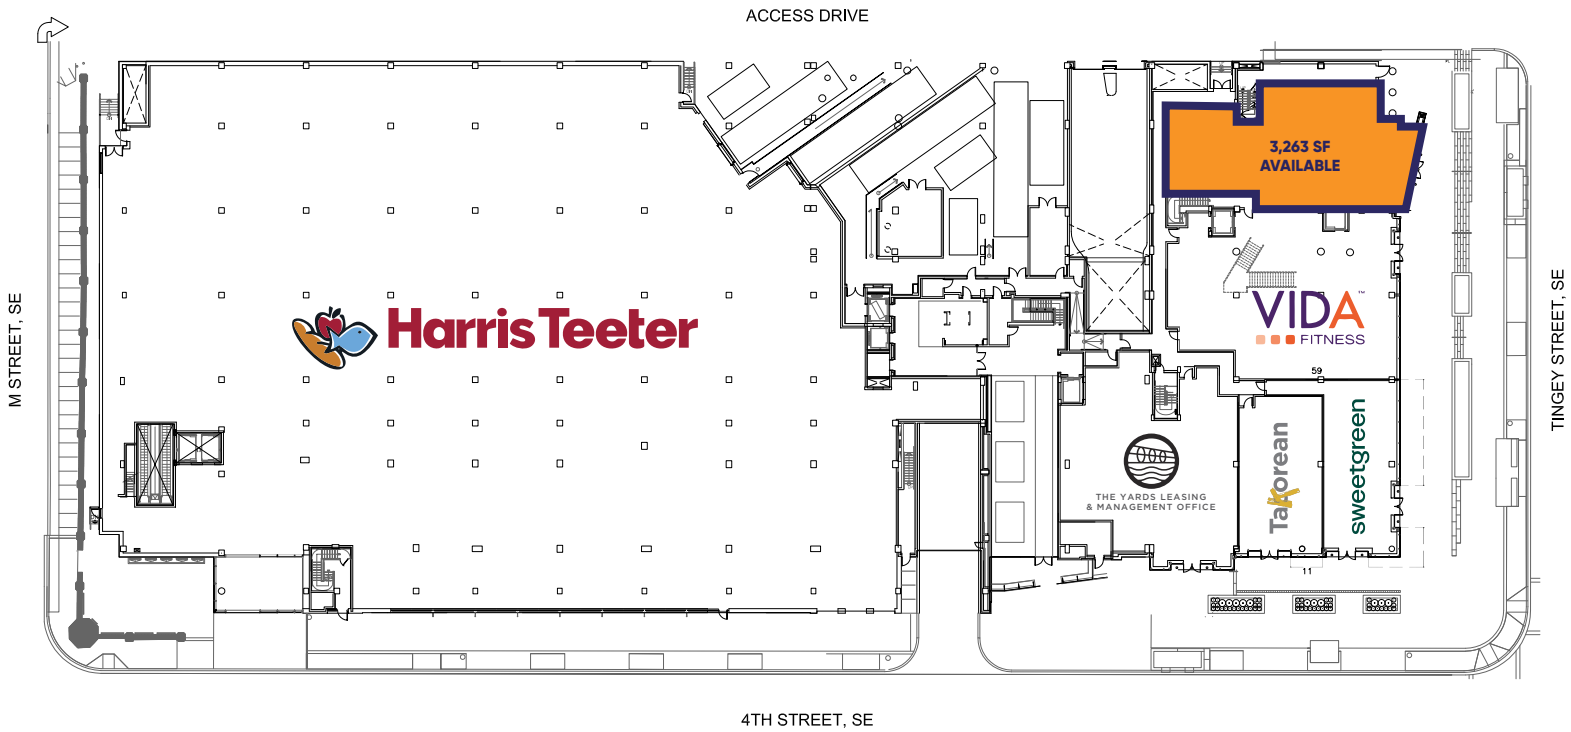 ACCESS DRIVE
3,263 SF
AVAILABLE
M STREET, SE
Harris Teeter
VIDA™
FITNESS
TINGEY STREET, SE
59
THE YARDS LEASING
& MANAGEMENT OFFICE
TaKorean
sweetgreen
11
4TH STREET, SE